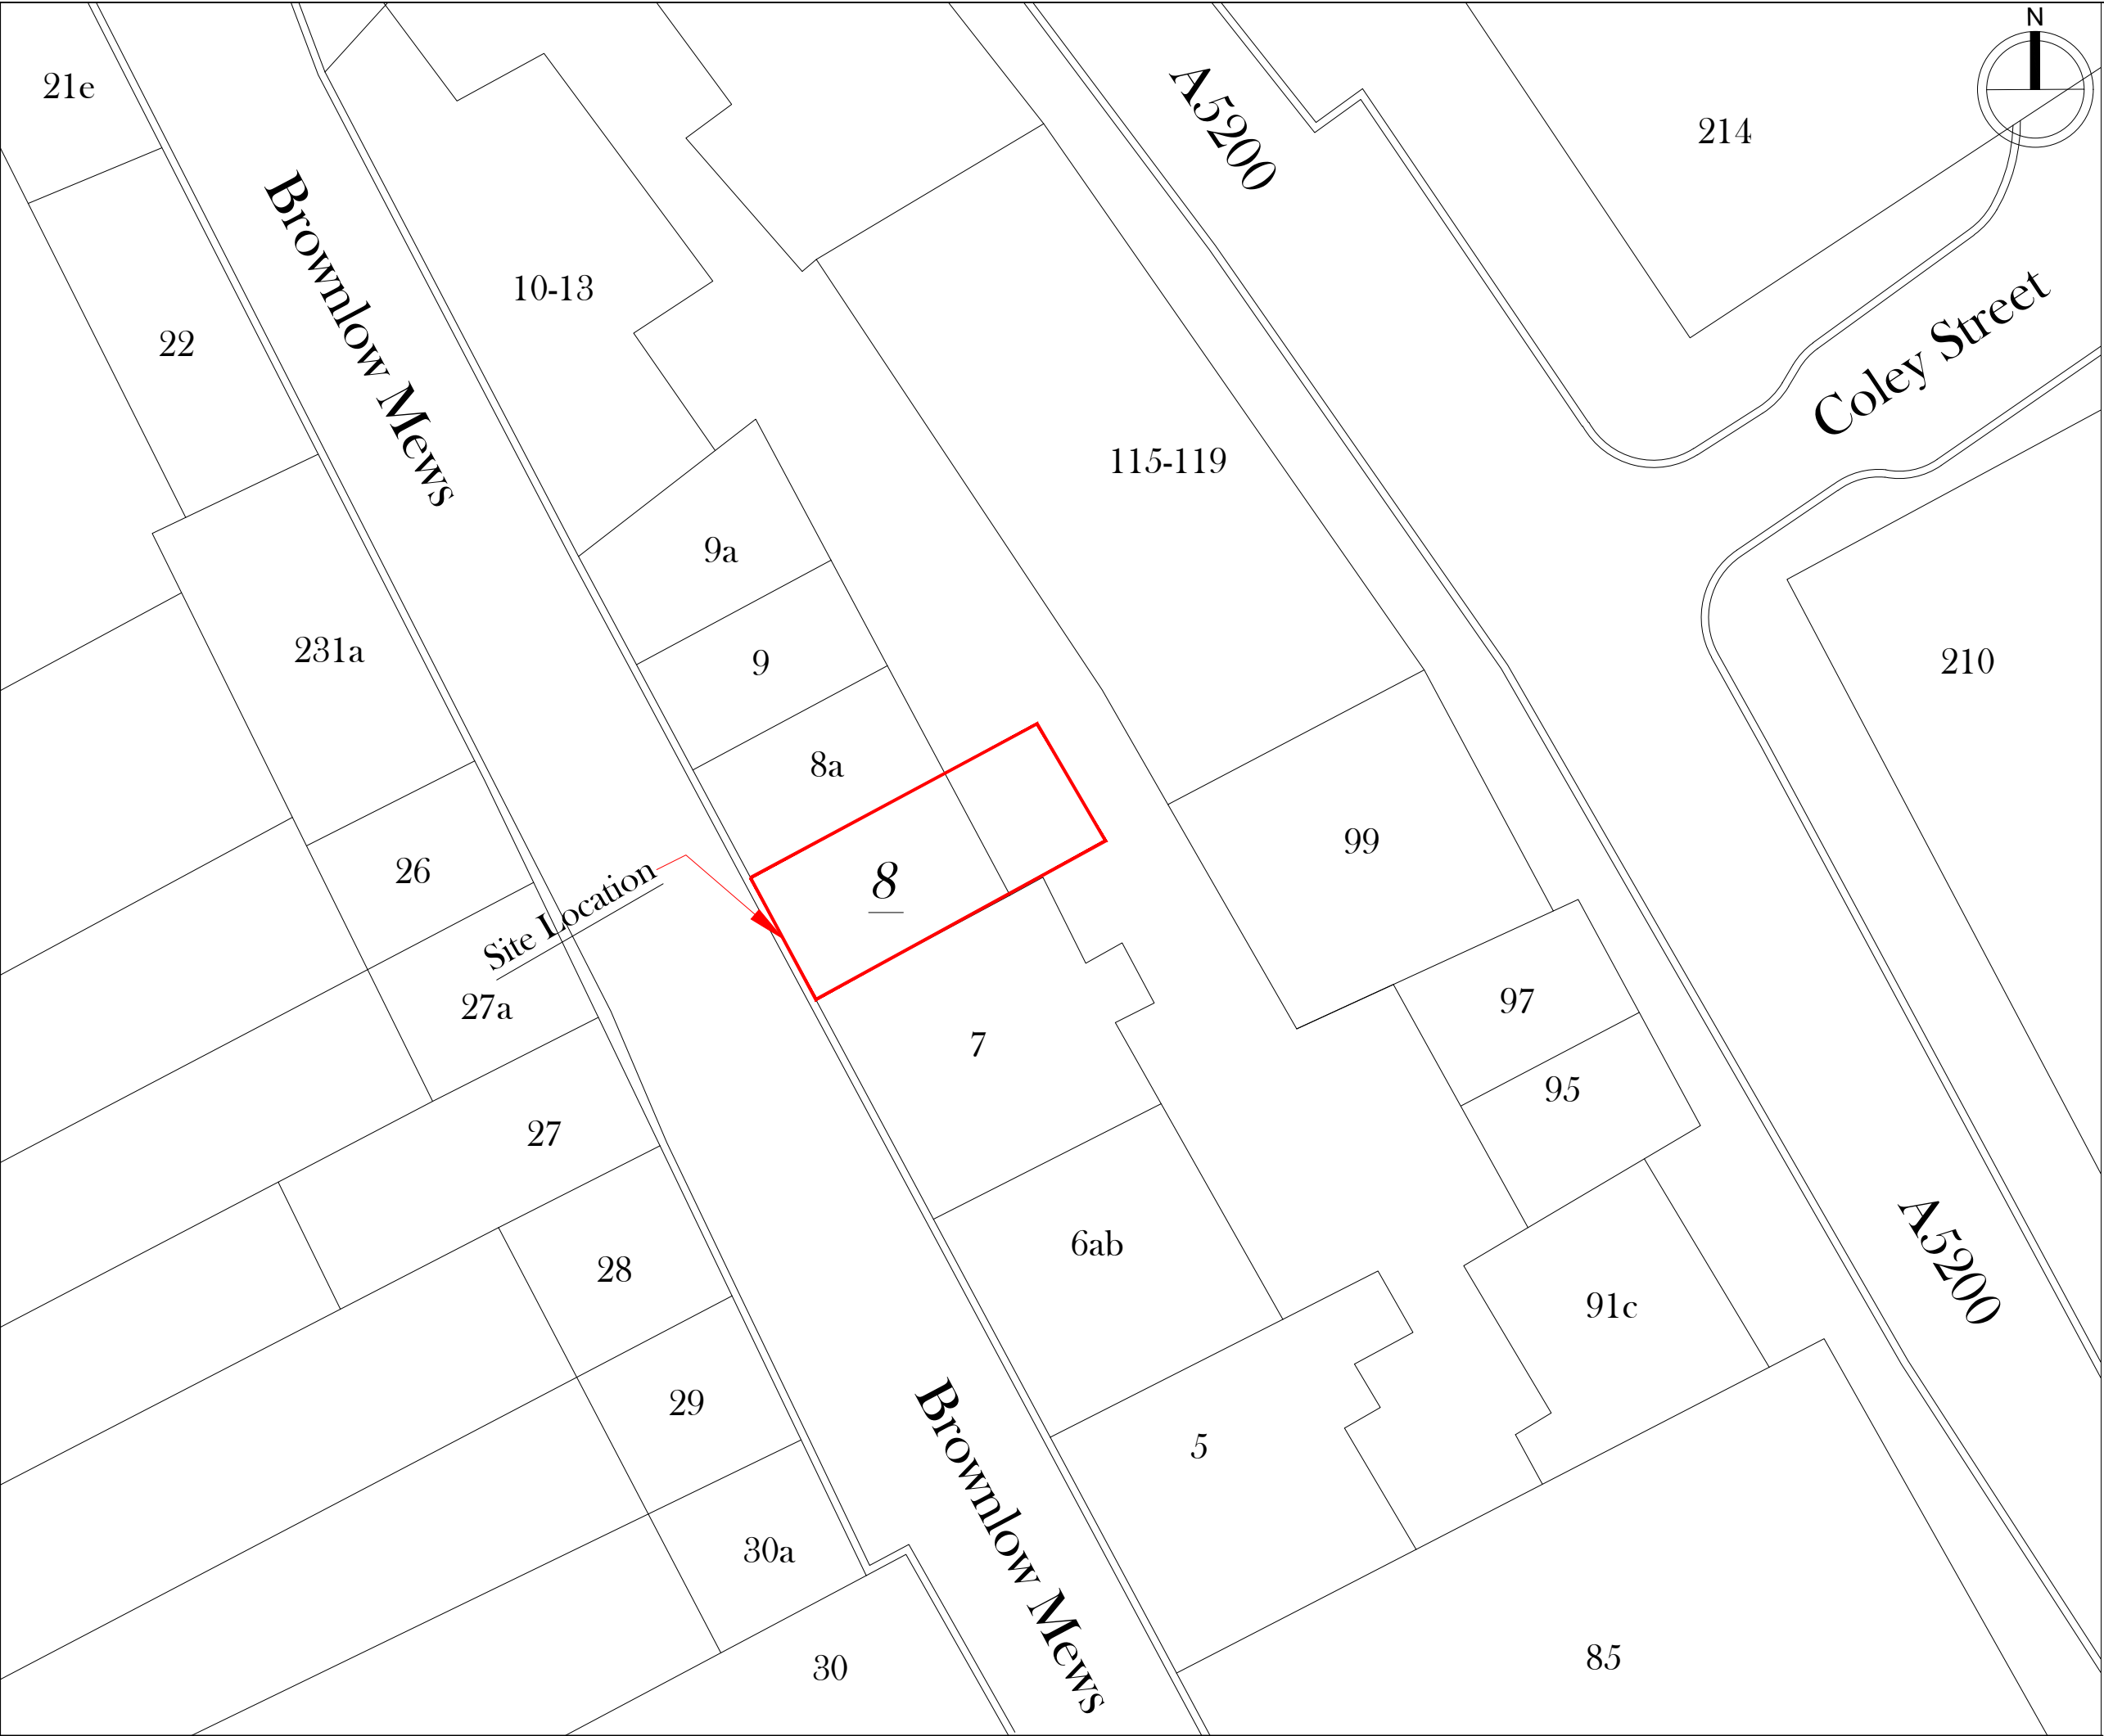 N
21e
A5200
214
Brownlow Mews
10-13
22
Coley Street
115-119
9a
231a
9
210
8a
99
26
8
Site Location
97
27a
7
95
27
6ab
A5200
28
91c
29
5
Brownlow Mews
30a
85
30